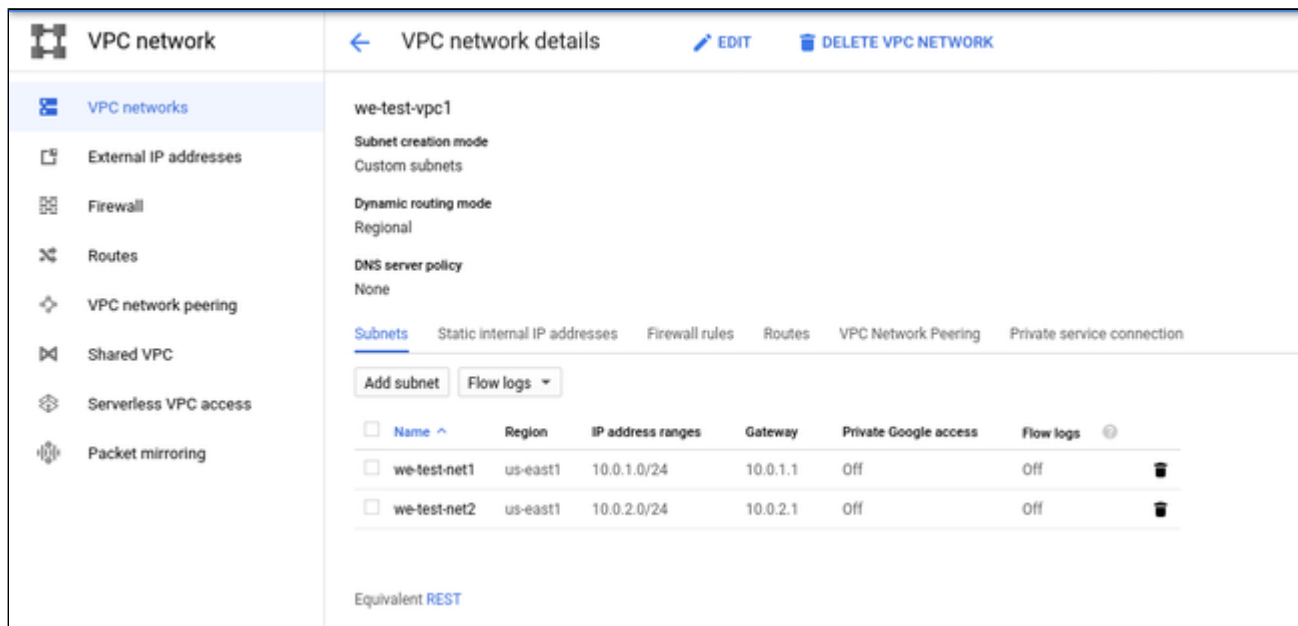 VPC network
VPC network details EDIT DELETE VPC NETWORK
VPC networks
External IP addresses
Firewall
Routes
VPC network peering
Shared VPC
Serverless VPC access
Packet mirroring
we-test-vpc1
Subnet creation mode
Custom subnets
Dynamic routing mode
Regional
DNS server policy
None
Subnets Static internal IP addresses Firewall rules Routes VPC Network Peering Private service connection
Add subnet Flow logs
Name Region IP address ranges Gateway Private Google access Flow logs
we-test-net1 us-east1 10.0.1.0/24 10.0.1.1 Off Off
we-test-net2 us-east1 10.0.2.0/24 10.0.2.1 Off Off
Equivalent REST